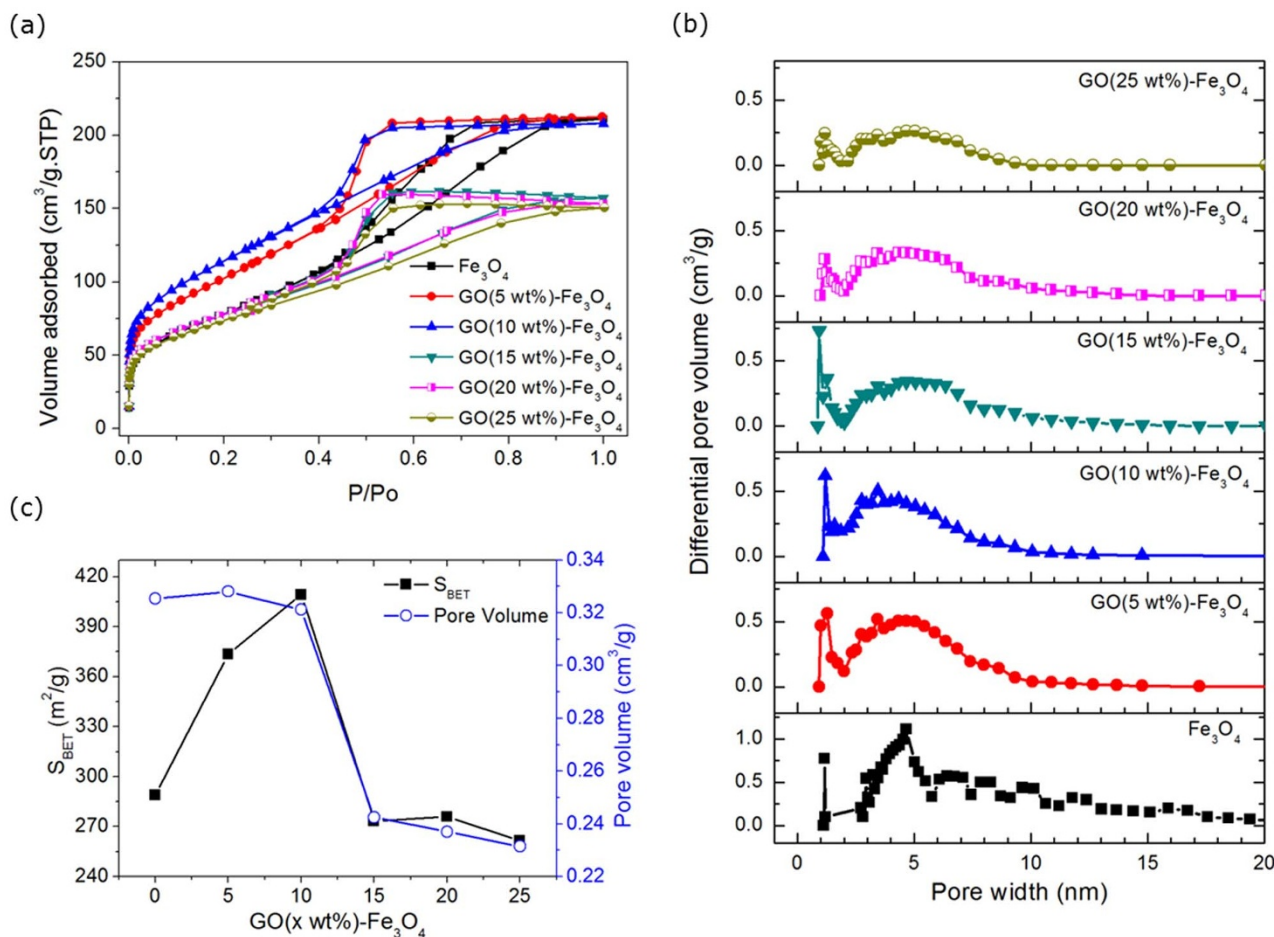 (a)
250
200
150
100
50
0
Volume adsorbed (cm³/g.STP)
0.0 0.2 0.4 0.6 0.8 1.0
P/Po
Fe₃O₄
GO(5 wt%)-Fe₃O₄
GO(10 wt%)-Fe₃O₄
GO(15 wt%)-Fe₃O₄
GO(20 wt%)-Fe₃O₄
GO(25 wt%)-Fe₃O₄
(b)
Differential pore volume (cm³/g)
GO(25 wt%)-Fe₃O₄
0.5
0.0
GO(20 wt%)-Fe₃O₄
0.5
0.0
GO(15 wt%)-Fe₃O₄
0.5
0.0
GO(10 wt%)-Fe₃O₄
0.5
0.0
GO(5 wt%)-Fe₃O₄
0.5
0.0
Fe₃O₄
1.0
0.5
0.0
0 5 10 15 20
Pore width (nm)
(c)
420
390
360
330
300
270
240
S_BET (m²/g)
S_BET
Pore Volume
0.34
0.32
0.30
0.28
0.26
0.24
0.22
Pore volume (cm³/g)
0 5 10 15 20 25
GO(x wt%)-Fe₃O₄